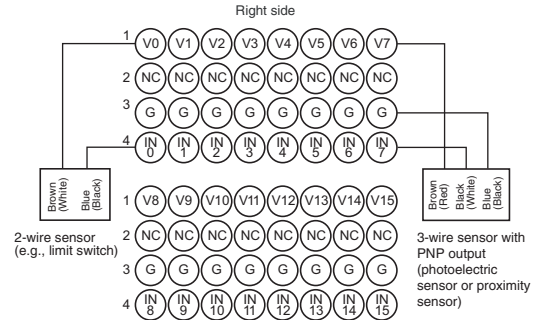 Right side
1 V0 V1 V2 V3 V4 V5 V6 V7
2 NC NC NC NC NC NC NC NC
3 G G G G G G G G
4 IN 0 IN 1 IN 2 IN 3 IN 4 IN 5 IN 6 IN 7
Brown (White)
Blue (Black)
Brown (Red)
Black (White)
Blue (Black)
1 V8 V9 V10 V11 V12 V13 V14 V15
2 NC NC NC NC NC NC NC NC
3 G G G G G G G G
4 IN 8 IN 9 IN 10 IN 11 IN 12 IN 13 IN 14 IN 15
2-wire sensor
(e.g., limit switch)
3-wire sensor with
PNP output
(photoelectric
sensor or proximity
sensor)